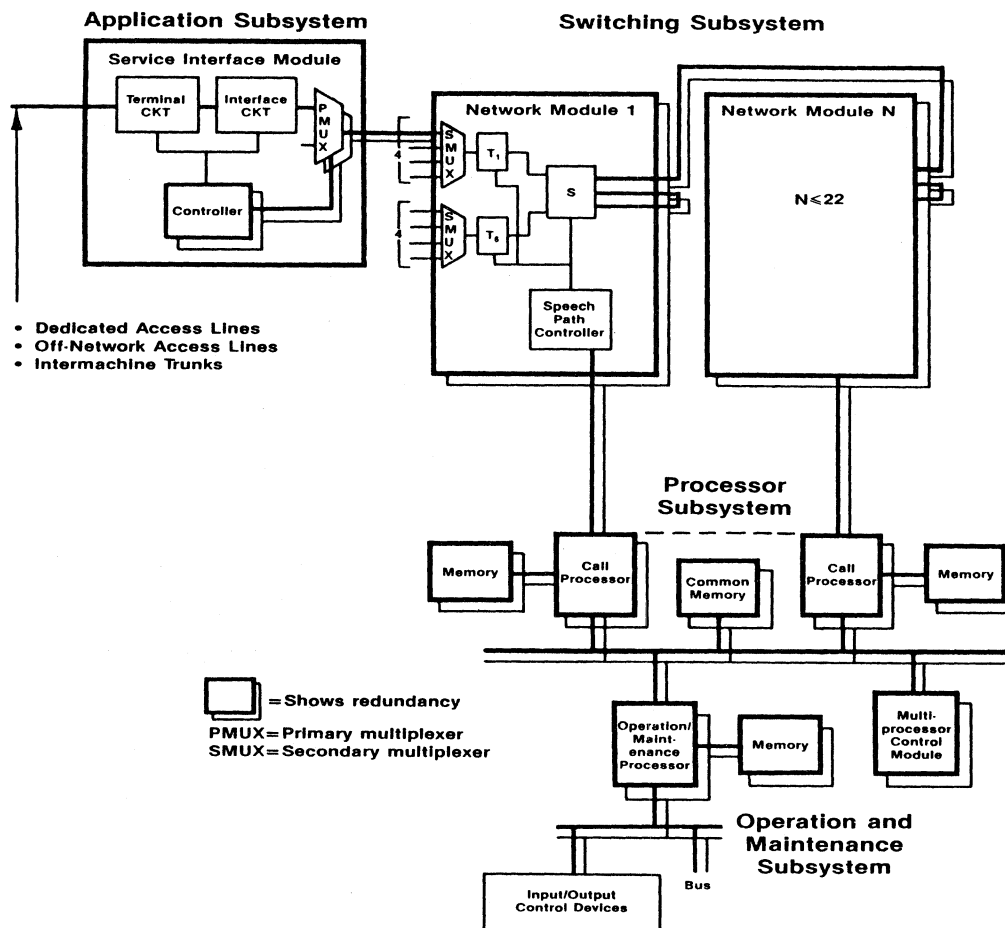 Application Subsystem
Switching Subsystem
Service Interface Module
Terminal
CKT
Interface
CKT
P
M
U
X
Controller
• Dedicated Access Lines
• Off-Network Access Lines
• Intermachine Trunks
Network Module 1
4
S
M
U
X
T1
S
4
S
M
U
X
T6
Speech
Path
Controller
Network Module N
N≤22
Processor
Subsystem
Memory
Call
Processor
Common
Memory
Call
Processor
Memory
=Shows redundancy
PMUX=Primary multiplexer
SMUX=Secondary multiplexer
Operation/
Maint-
enance
Processor
Memory
Multi-
processor
Control
Module
Operation and
Maintenance
Subsystem
Bus
Input/Output
Control Devices